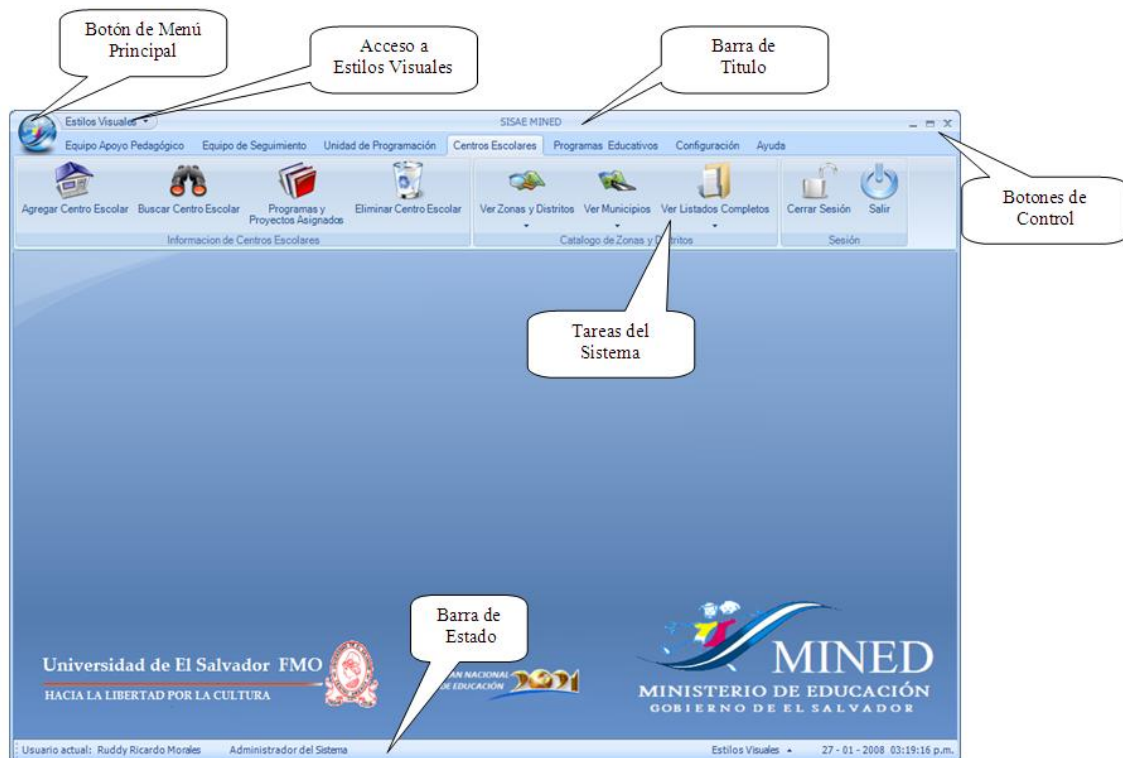 Botón de Menú
Principal
Acceso a
Estilos Visuales
Barra de
Titulo
Estilos Visuales
SISAE MINED
Equipo Apoyo Pedagógico Equipo de Seguimiento Unidad de Programación Centros Escolares Programas Educativos Configuración Ayuda
Agregar Centro Escolar Buscar Centro Escolar Programas y
Proyectos Asignados Eliminar Centro Escolar Ver Zonas y Distritos Ver Municipios Ver Listados Completos Cerrar Sesión Salir
Informacion de Centros Escolares Catalogo de Zonas y Distritos Sesión
Botones de
Control
Tareas del
Sistema
Barra de
Estado
Universidad de El Salvador FMO
HACIA LA LIBERTAD POR LA CULTURA
NACIONAL
DE EDUCACIÓN
2021
MINED
MINISTERIO DE EDUCACIÓN
GOBIERNO DE EL SALVADOR
Usuario actual: Ruddy Ricardo Morales Administrador del Sistema Estilos Visuales 27 - 01 - 2008 03:19:16 p.m.